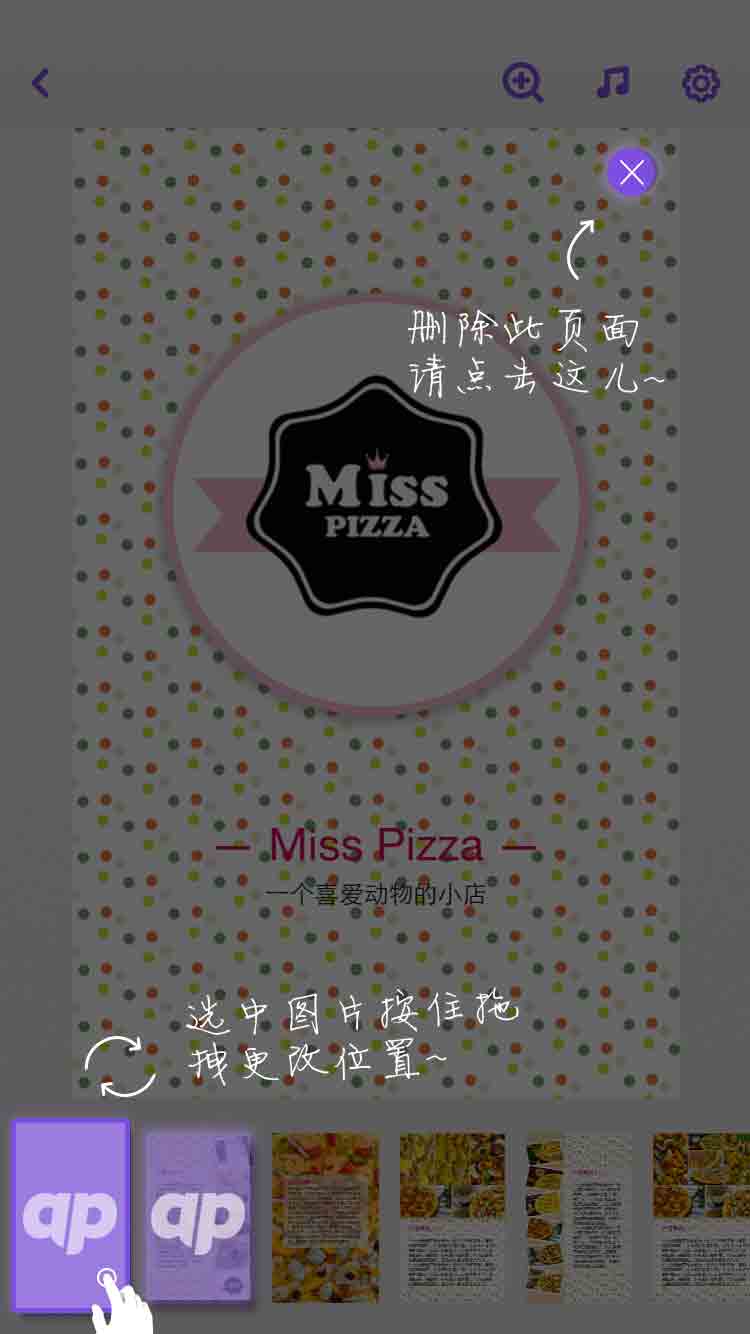 删除此页面
请点击这儿~
Miss
PIZZA
— Miss Pizza —
一个喜爱动物的小店
选中图片按住拖
拽更改位置~
ap
ap